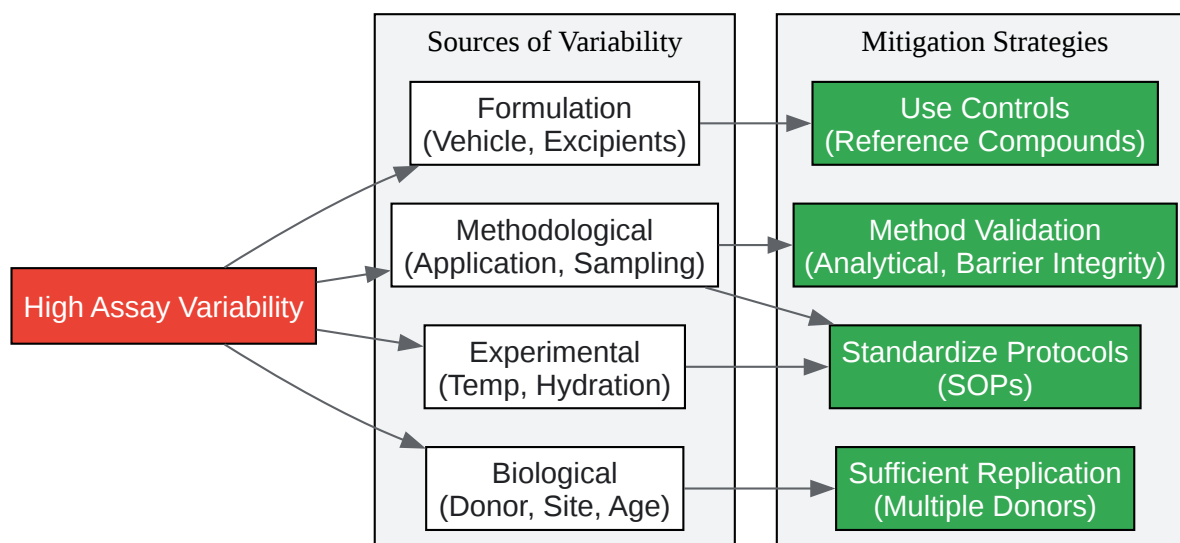 Sources of Variability
Mitigation Strategies
Formulation
(Vehicle, Excipients)
Use Controls
(Reference Compounds)
Methodological
(Application, Sampling)
Method Validation
(Analytical, Barrier Integrity)
High Assay Variability
Experimental
(Temp, Hydration)
Standardize Protocols
(SOPs)
Biological
(Donor, Site, Age)
Sufficient Replication
(Multiple Donors)